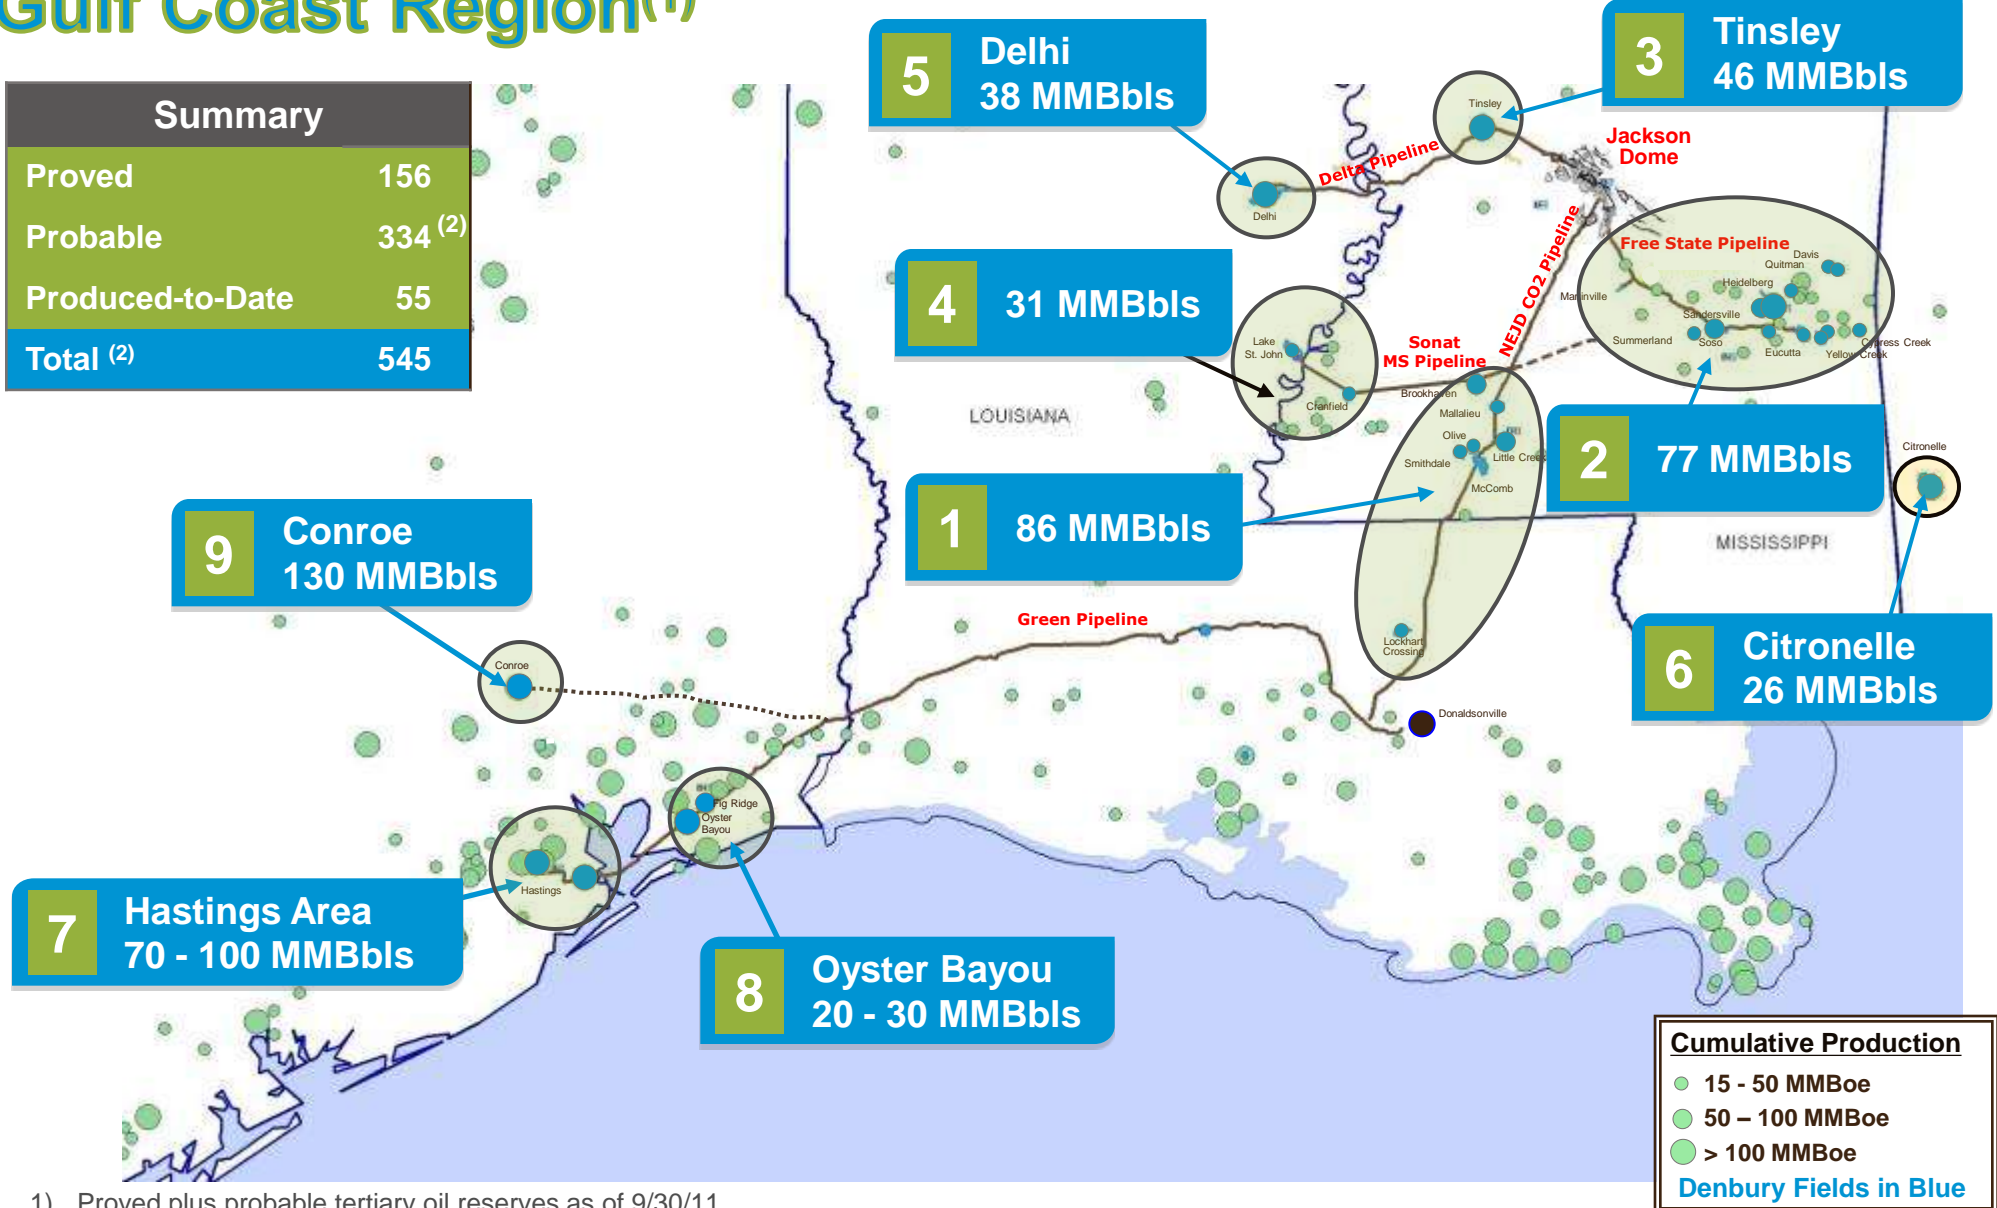 Gulf Coast Region(1)
Summary
Proved 156
Probable 334 (2)
Produced-to-Date 55
Total (2) 545
5
Delhi
38 MMBbls
3
Tinsley
46 MMBbls
Tinsley
Jackson
Dome
Delta Pipeline
Delhi
4
31 MMBbls
NEJD CO2 Pipeline
Free State Pipeline
Davis
Quitman
Heidelberg
Martinville
Sandersville
Summerland
Soso
Eucutta
Cypress Creek
Yellow Creek
Lake
St. John
Cranfield
Sonat
MS Pipeline
Brookhaven
Mallalieu
Olive
Little Creek
Smithdale
McComb
LOUISIANA
2
77 MMBbls
Citronelle
1
86 MMBbls
MISSISSIPPI
9
Conroe
130 MMBbls
Green Pipeline
Lockhart
Crossing
6
Citronelle
26 MMBbls
Conroe
Donaldsonville
Fig Ridge
Oyster
Bayou
Hastings
7
Hastings Area
70 - 100 MMBbls
8
Oyster Bayou
20 - 30 MMBbls
Cumulative Production
15 - 50 MMBoe
50 – 100 MMBoe
> 100 MMBoe
Denbury Fields in Blue
1) Proved plus probable tertiary oil reserves as of 9/30/11